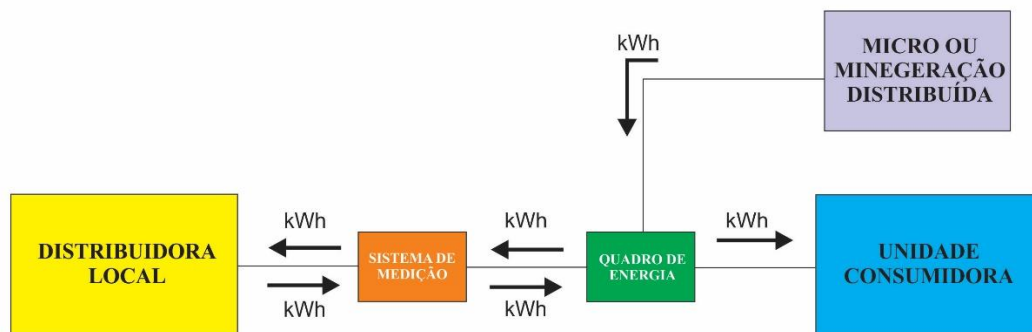 kWh
MICRO OU
MINEGERAÇÃO
DISTRIBUÍDA
DISTRIBUIDORA
LOCAL
kWh
kWh
SISTEMA DE
MEDIÇÃO
kWh
kWh
QUADRO DE
ENERGIA
kWh
UNIDADE
CONSUMIDORA